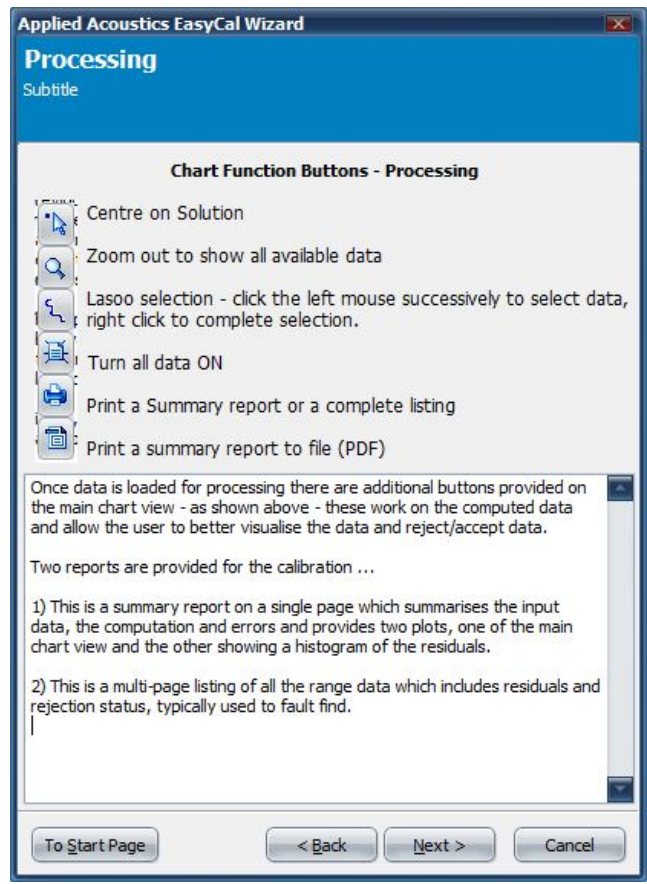 Applied Acoustics EasyCal Wizard
Processing
Subtitle
Chart Function Buttons - Processing
Centre on Solution
Zoom out to show all available data
Lasoo selection - click the left mouse successively to select data,
right click to complete selection.
Turn all data ON
Print a Summary report or a complete listing
Print a summary report to file (PDF)
Once data is loaded for processing there are additional buttons provided on
the main chart view - as shown above - these work on the computed data
and allow the user to better visualise the data and reject/accept data.
Two reports are provided for the calibration ...
1) This is a summary report on a single page which summarises the input
data, the computation and errors and provides two plots, one of the main
chart view and the other showing a histogram of the residuals.
2) This is a multi-page listing of all the range data which includes residuals and
rejection status, typically used to fault find.
To Start Page
< Back
Next >
Cancel